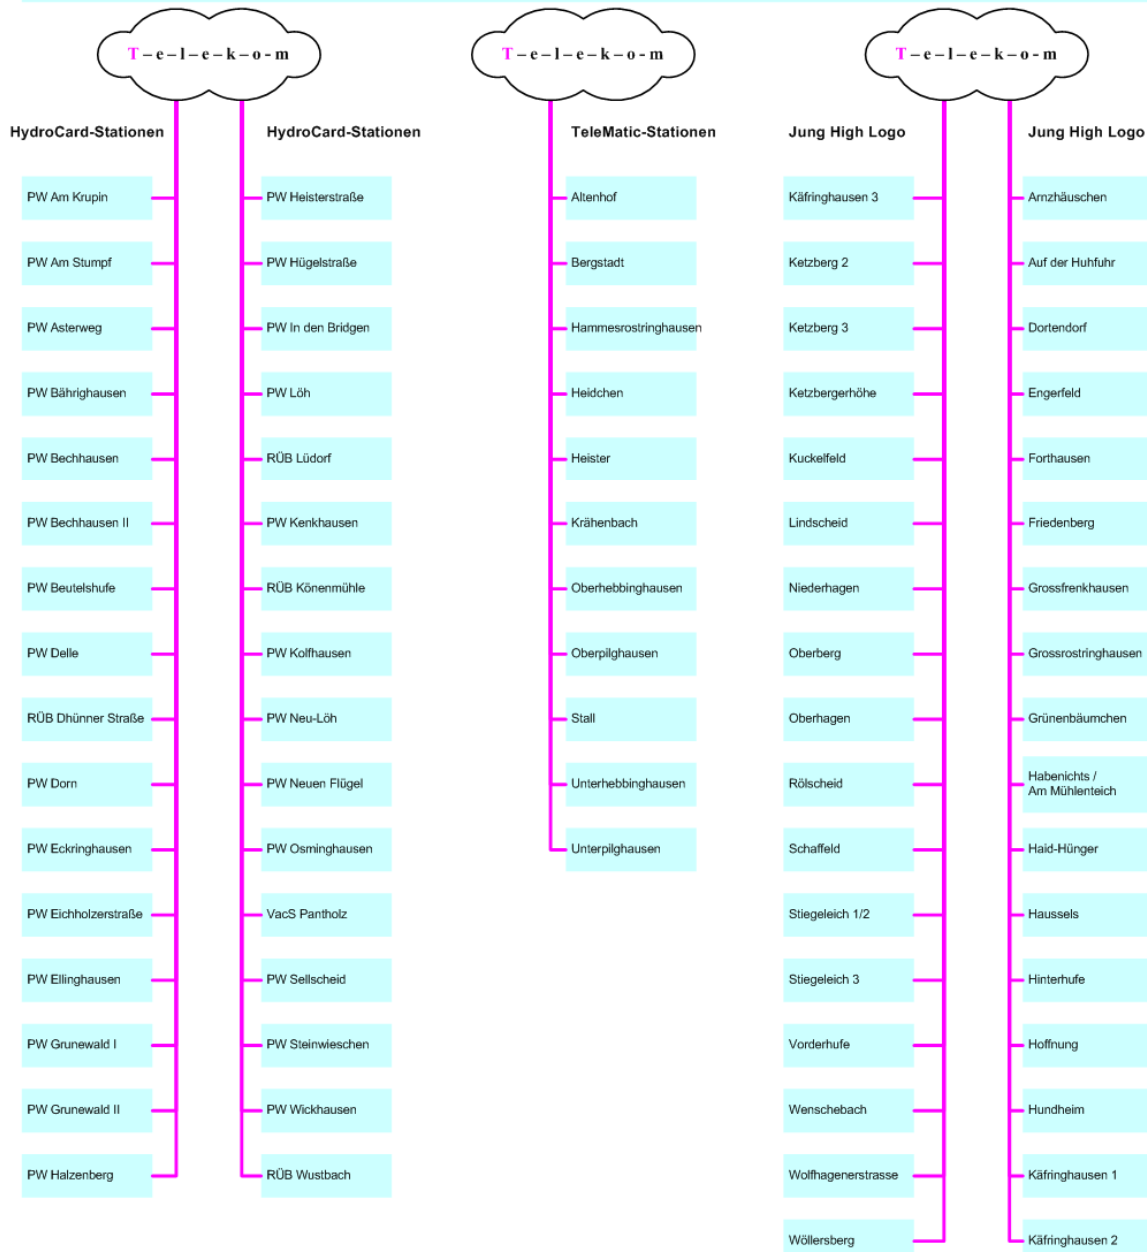 T – e – l – e – k – o - m
T – e – l – e – k – o - m
T – e – l – e – k – o - m
HydroCard-Stationen
PW Am Krupin
PW Am Stumpf
PW Asterweg
PW Bährighausen
PW Bechhausen
PW Bechhausen II
PW Beutelshufe
PW Delle
RÜB Dhünner Straße
PW Dorn
PW Eckringhausen
PW Eichholzerstraße
PW Ellinghausen
PW Grunewald I
PW Grunewald II
PW Halzenberg
HydroCard-Stationen
PW Heisterstraße
PW Hügelstraße
PW In den Bridgen
PW Löh
RÜB Lüdorf
PW Kenkhausen
RÜB Könenmühle
PW Kolfhausen
PW Neu-Löh
PW Neuen Flügel
PW Osminghausen
VacS Pantholz
PW Sellscheid
PW Steinwieschen
PW Wickhausen
RÜB Wustbach
TeleMatic-Stationen
Altenhof
Bergstadt
Hammesrostringhausen
Heidchen
Heister
Krähenbach
Oberhebbinghausen
Oberpilghausen
Stall
Unterhebbinghausen
Unterpilghausen
Jung High Logo
Käfringhausen 3
Ketzberg 2
Ketzberg 3
Ketzbergerhöhe
Kuckelfeld
Lindscheid
Niederhagen
Oberberg
Oberhagen
Rölscheid
Schaffeld
Stiegeleich 1/2
Stiegeleich 3
Vorderhufe
Wenschebach
Wolfhagenerstrasse
Wöllersberg
Jung High Logo
Arnzhäuschen
Auf der Huhfuhr
Dortendorf
Engerfeld
Forthausen
Friedenberg
Grossfrenkhausen
Grossrostringhausen
Grünenbäumchen
Habenichts /
Am Mühlenteich
Haid-Hünger
Haussels
Hinterhufe
Hoffnung
Hundheim
Käfringhausen 1
Käfringhausen 2